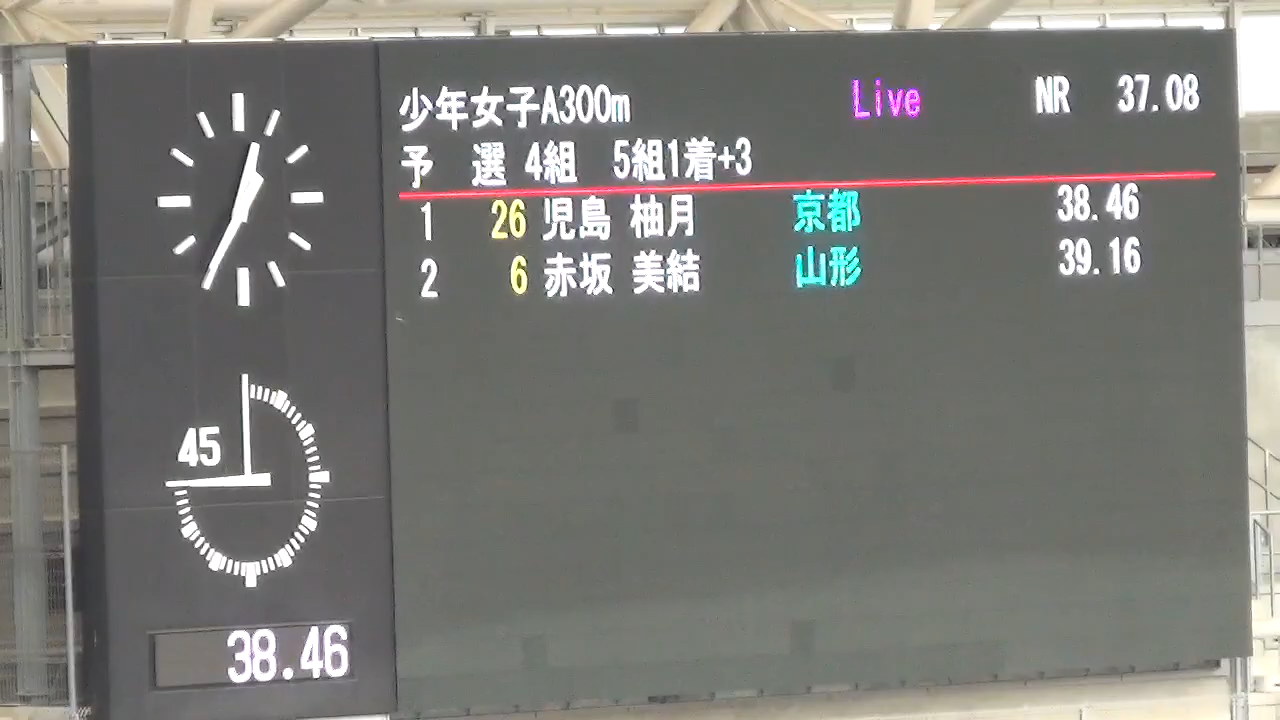 少年女子A300m Live NR 37.08
予 選 4組 5組1着+3
1 26 児島 柚月 京都 38.46
2 6 赤坂 美結 山形 39.16
45
38.46